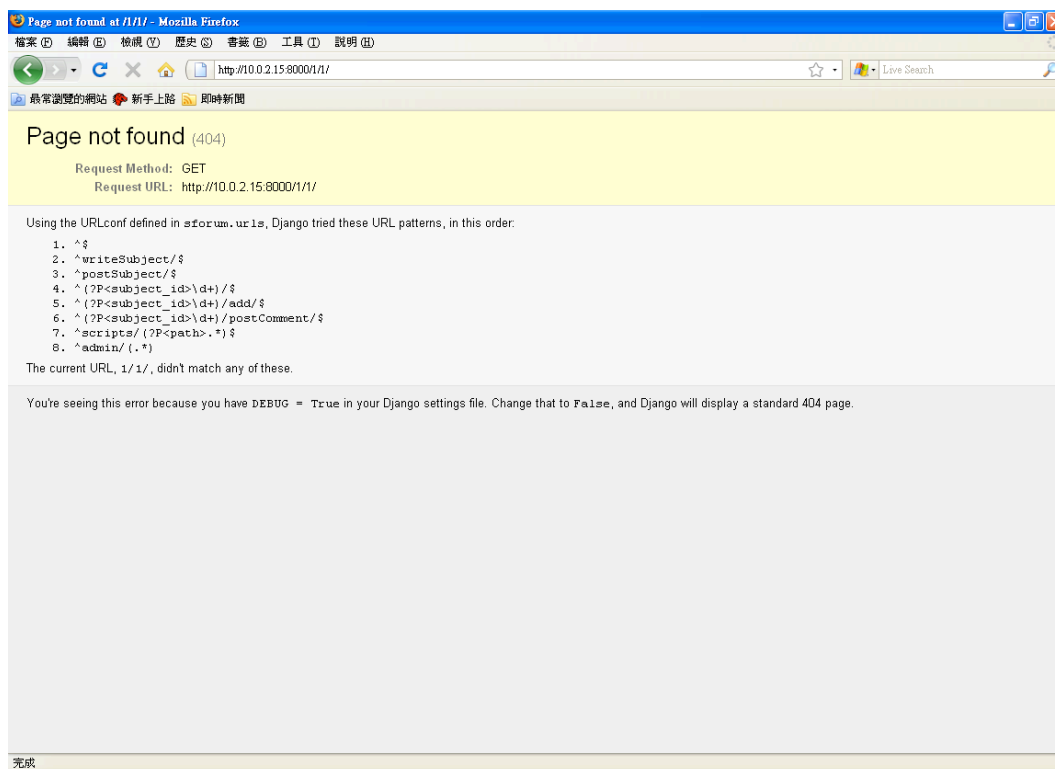 Page not found at /1/1/ - Mozilla Firefox
檔案(F) 編輯(E) 檢視(V) 歷史(S) 書籤(B) 工具(T) 說明(H)
http://10.0.2.15:8000/1/1/ Live Search
最常瀏覽的網站 新手上路 即時新聞
Page not found (404)
Request Method: GET
Request URL: http://10.0.2.15:8000/1/1/
Using the URLconf defined in sforum.urls, Django tried these URL patterns, in this order:
1. ^$
2. ^writeSubject/$
3. ^postSubject/$
4. ^(?P<subject_id>\d+)/$
5. ^(?P<subject_id>\d+)/add/$
6. ^(?P<subject_id>\d+)/postComment/$
7. ^scripts/(?P<path>.*)$
8. ^admin/(.*)
The current URL, 1/1/, didn't match any of these.
You're seeing this error because you have DEBUG = True in your Django settings file. Change that to False, and Django will display a standard 404 page.
完成